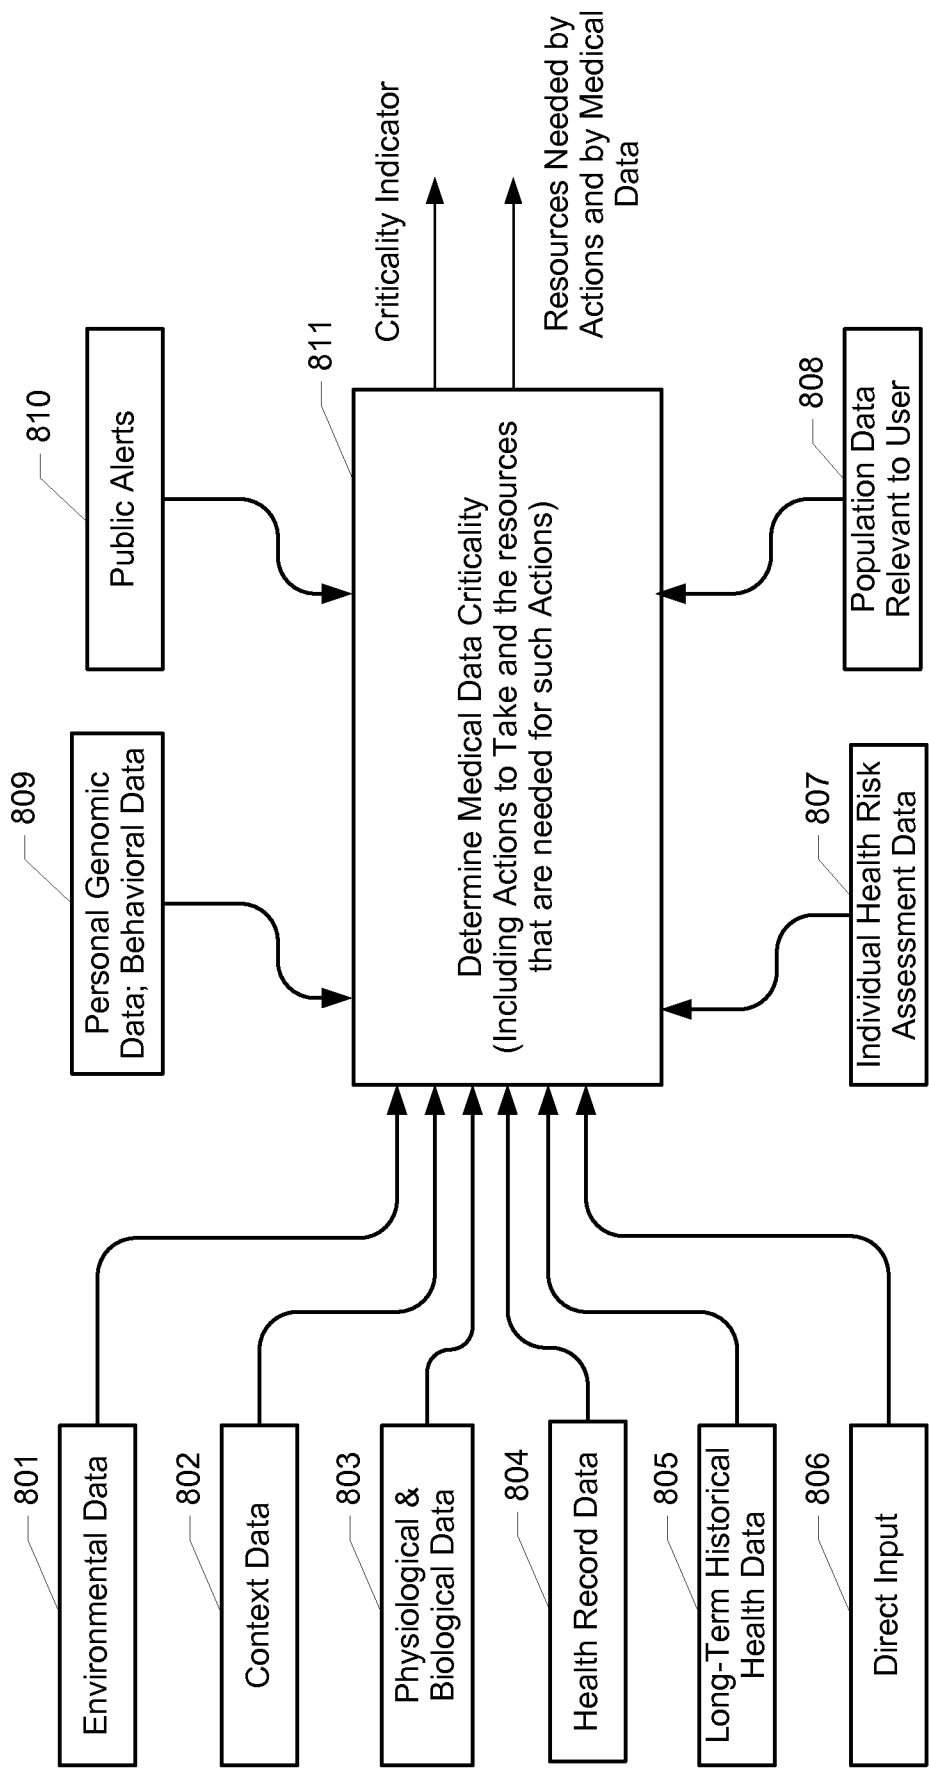 801
Environmental Data
802
Context Data
803
Physiological &
Biological Data
804
Health Record Data
805
Long-Term Historical
Health Data
806
Direct Input
809
Personal Genomic
Data; Behavioral Data
810
Public Alerts
811
Determine Medical Data Criticality
(Including Actions to Take and the resources
that are needed for such Actions)
807
Individual Health Risk
Assessment Data
808
Population Data
Relevant to User
Criticality Indicator
Resources Needed by
Actions and by Medical
Data